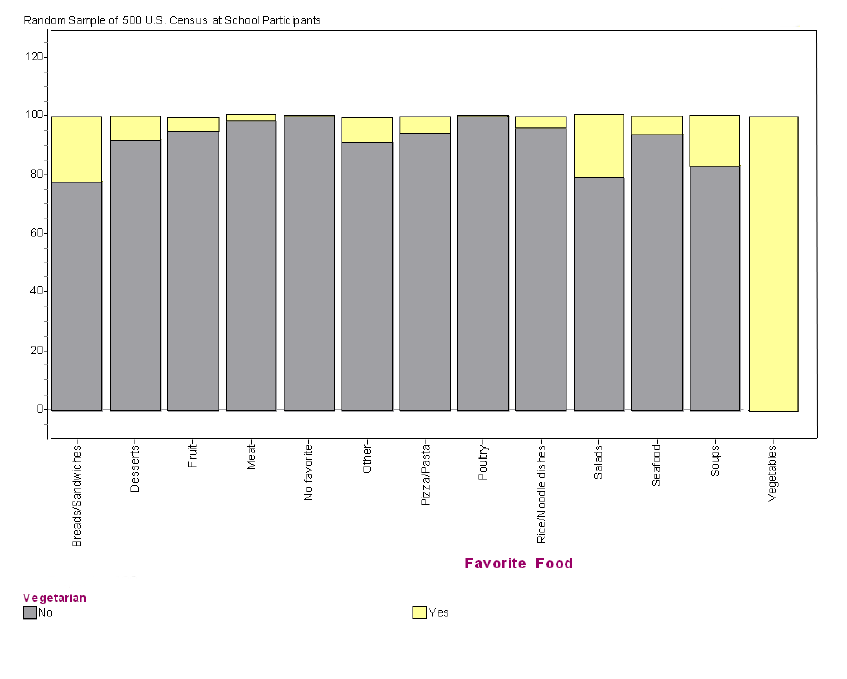 Random Sample of 500 U.S. Census at School Participants
120
100
80
60
40
20
0
Breads/Sandwiches
Desserts
Fruit
Meat
No favorite
Other
Pizza/Pasta
Poultry
Rice/Noodle dishes
Salads
Seafood
Soups
Vegetables
Favorite Food
Vegetarian
No
Yes